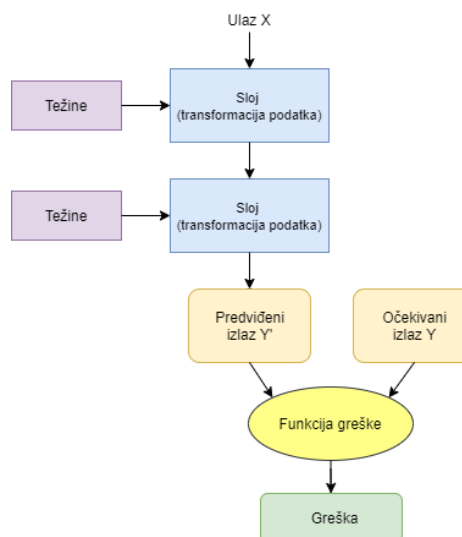 Ulaz X
Težine
Sloj
(transformacija podatka)
Težine
Sloj
(transformacija podatka)
Predviđeni
izlaz Y'
Očekivani
izlaz Y
Funkcija greške
Greška